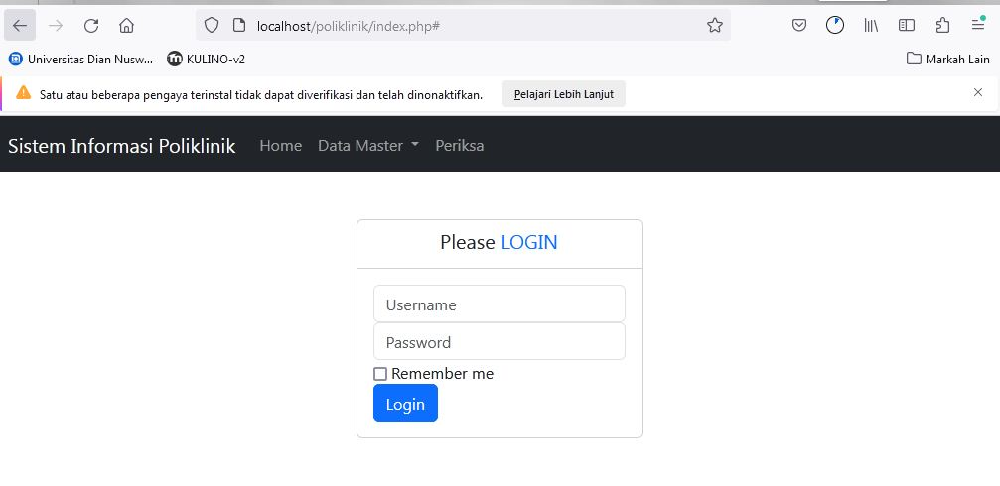 localhost/poliklinik/index.php#
Universitas Dian Nusw... KULINO-v2 Markah Lain
Satu atau beberapa pengaya terinstal tidak dapat diverifikasi dan telah dinonaktifkan. Pelajari Lebih Lanjut
Sistem Informasi Poliklinik Home Data Master Periksa
Please LOGIN
Username
Password
Remember me
Login